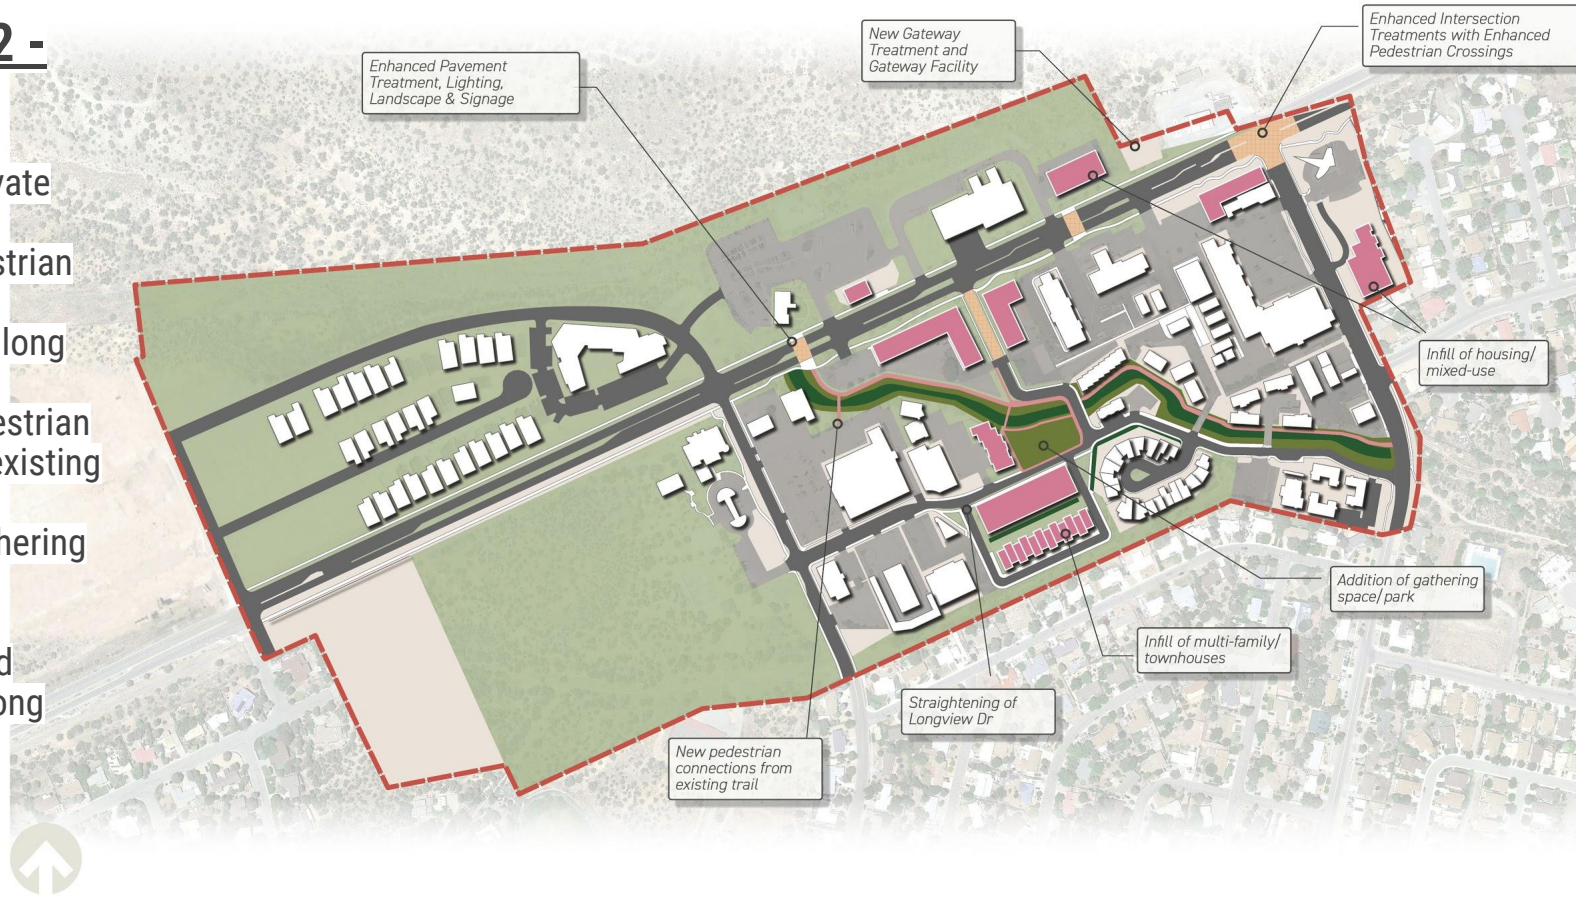 2 -
vate
strian
long
estrian
existing
hering
d
ong
Enhanced Pavement
Treatment, Lighting,
Landscape & Signage
New Gateway
Treatment and
Gateway Facility
Enhanced Intersection
Treatments with Enhanced
Pedestrian Crossings
Infill of housing/
mixed-use
Addition of gathering
space/park
Infill of multi-family/
townhouses
Straightening of
Longview Dr
New pedestrian
connections from
existing trail